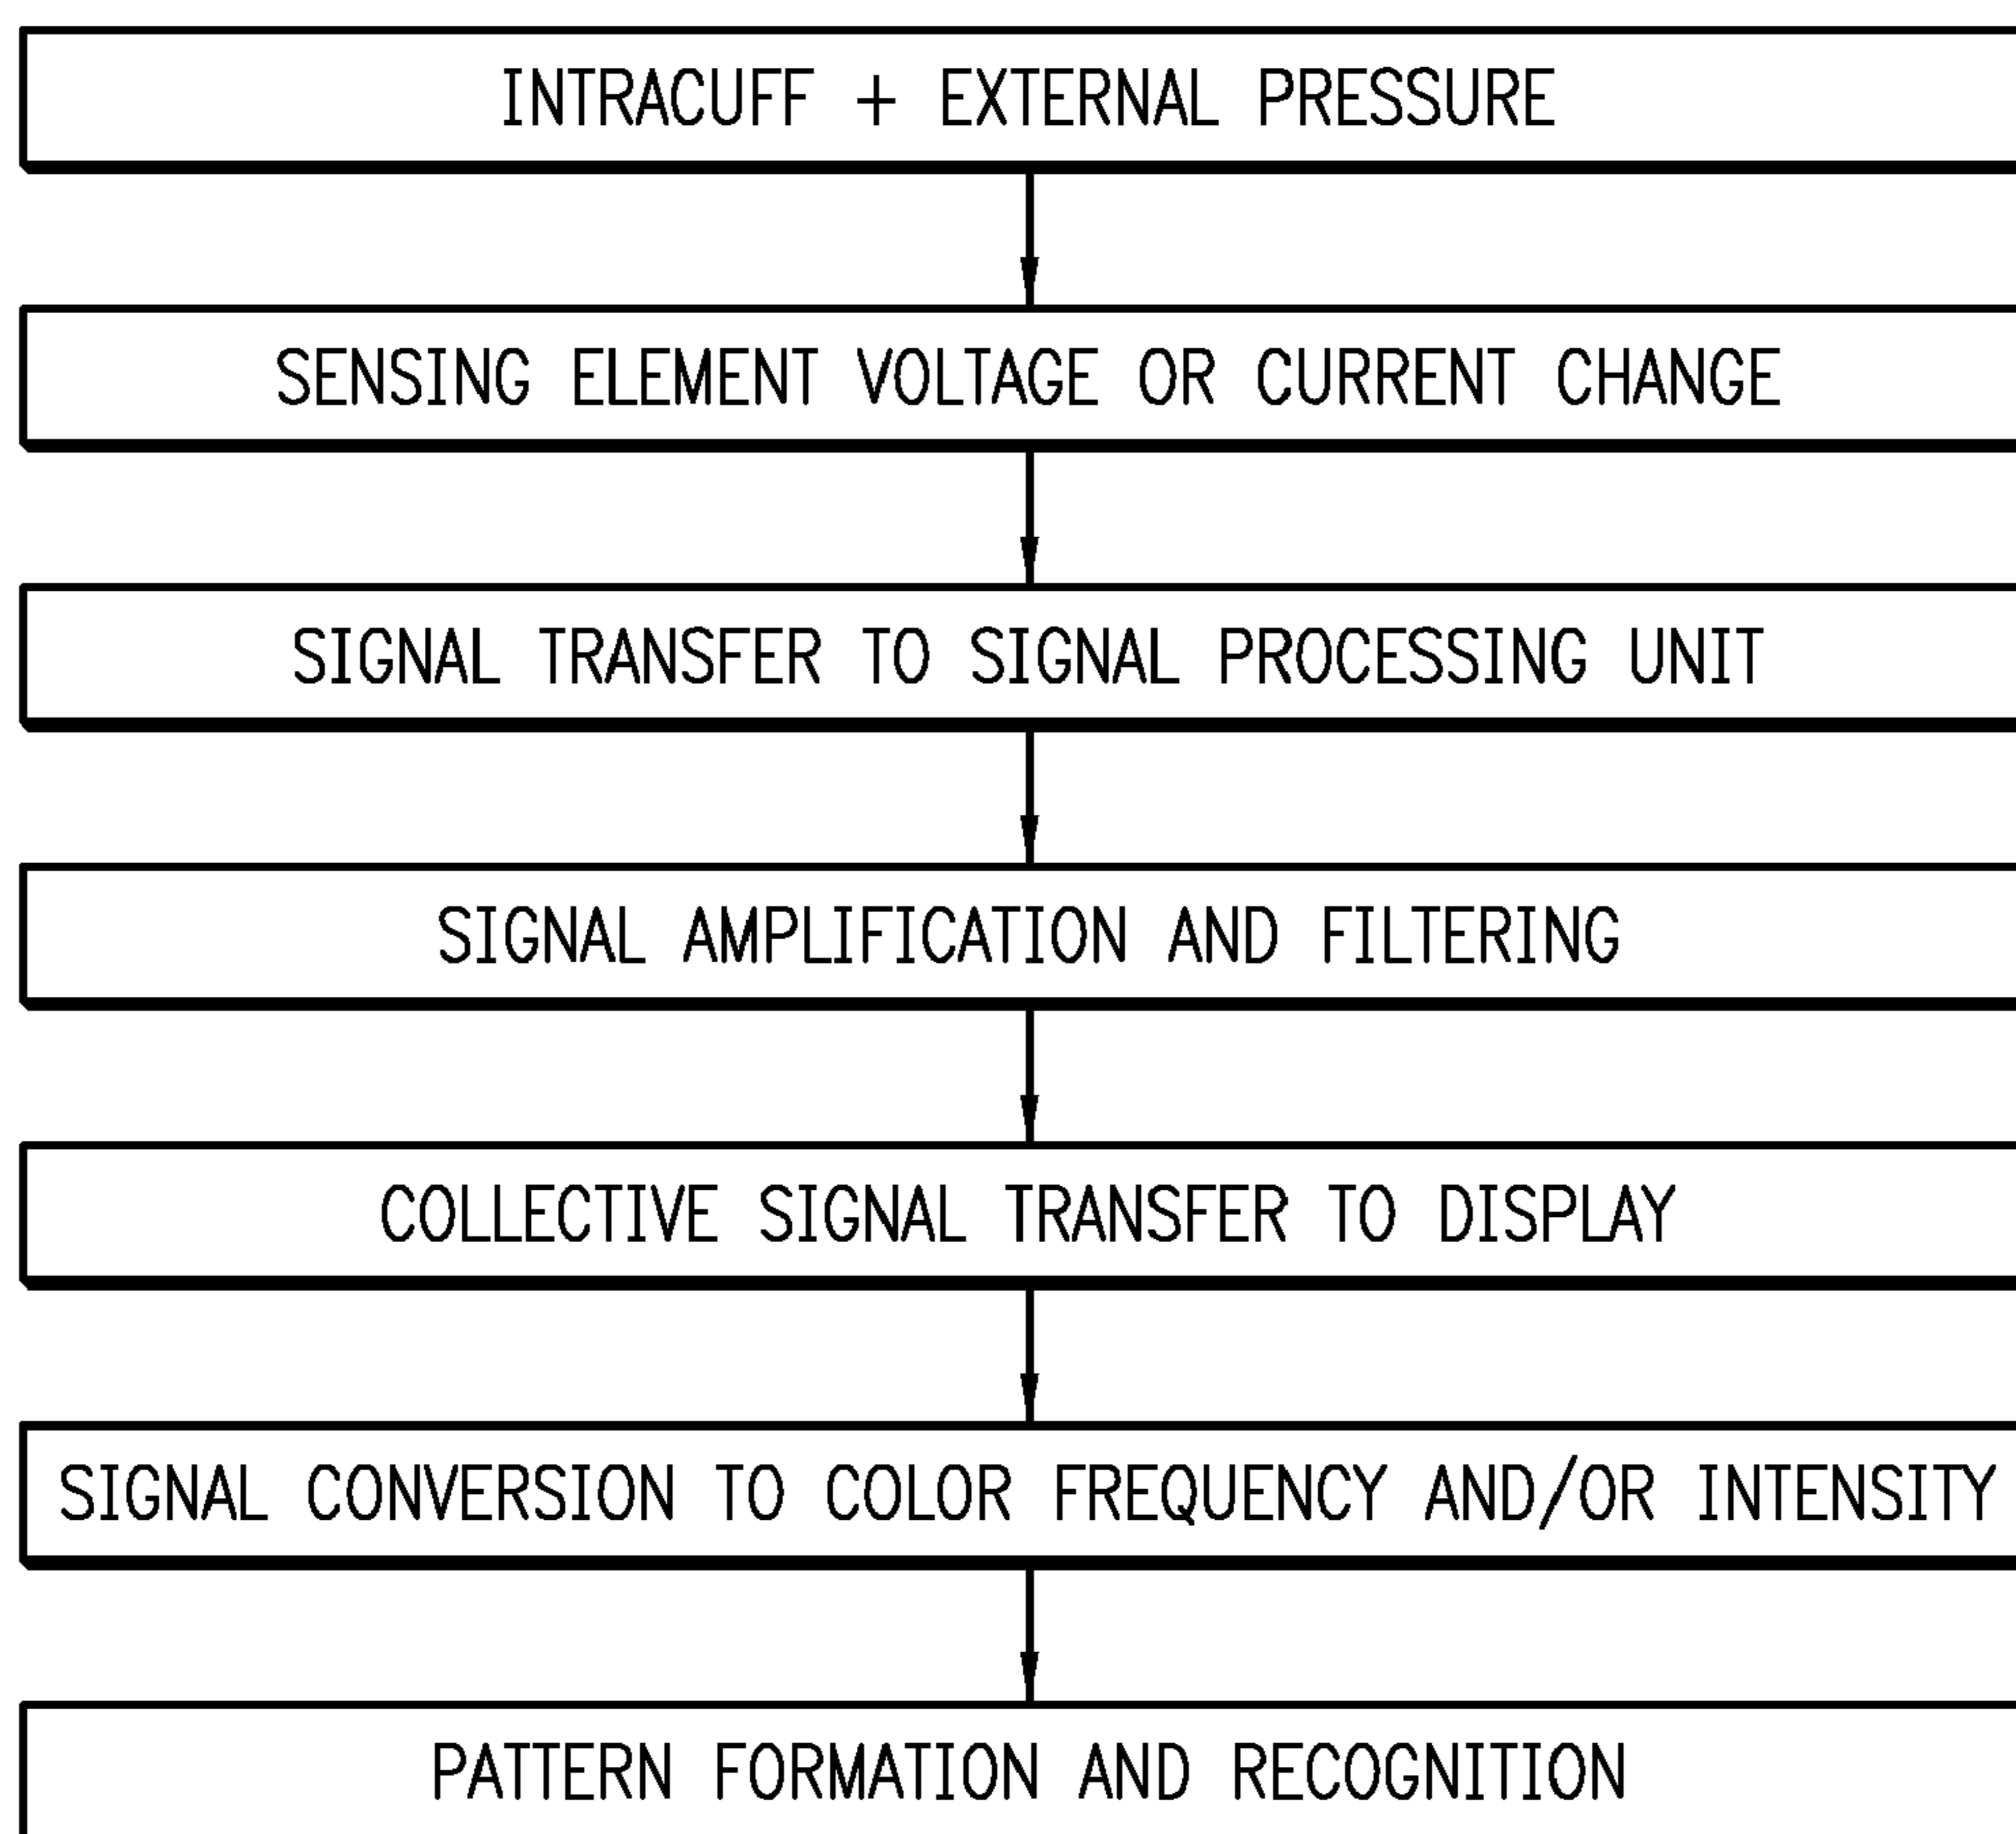 INTRACUFF + EXTERNAL PRESSURE
SENSING ELEMENT VOLTAGE OR CURRENT CHANGE
SIGNAL TRANSFER TO SIGNAL PROCESSING UNIT
SIGNAL AMPLIFICATION AND FILTERING
COLLECTIVE SIGNAL TRANSFER TO DISPLAY
SIGNAL CONVERSION TO COLOR FREQUENCY AND/OR INTENSITY
PATTERN FORMATION AND RECOGNITION